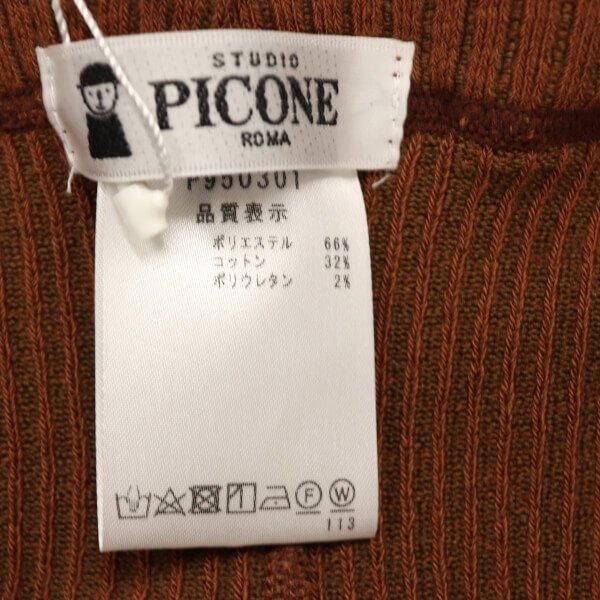 STUDIO
PICONE
ROMA
P950301
品質表示
ポリエステル 66%
コットン 32%
ポリウレタン 2%
F W
113